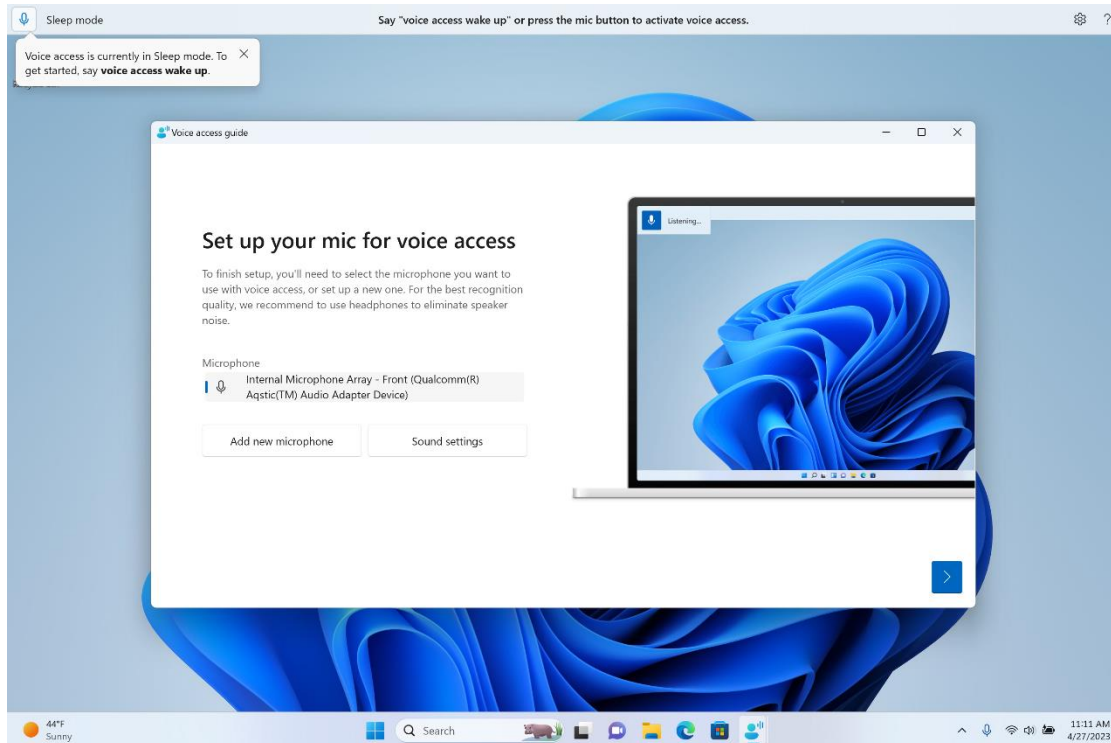 Sleep mode
Say "voice access wake up" or press the mic button to activate voice access.
?
Voice access is currently in Sleep mode. To
get started, say voice access wake up.
Voice access guide
Set up your mic for voice access
To finish setup, you'll need to select the microphone you want to
use with voice access, or set up a new one. For the best recognition
quality, we recommend to use headphones to eliminate speaker
noise.
Microphone
Internal Microphone Array - Front (Qualcomm(R)
Aqstic(TM) Audio Adapter Device)
Add new microphone
Sound settings
Listening...
44°F
Sunny
Search
11:11 AM
4/27/2023